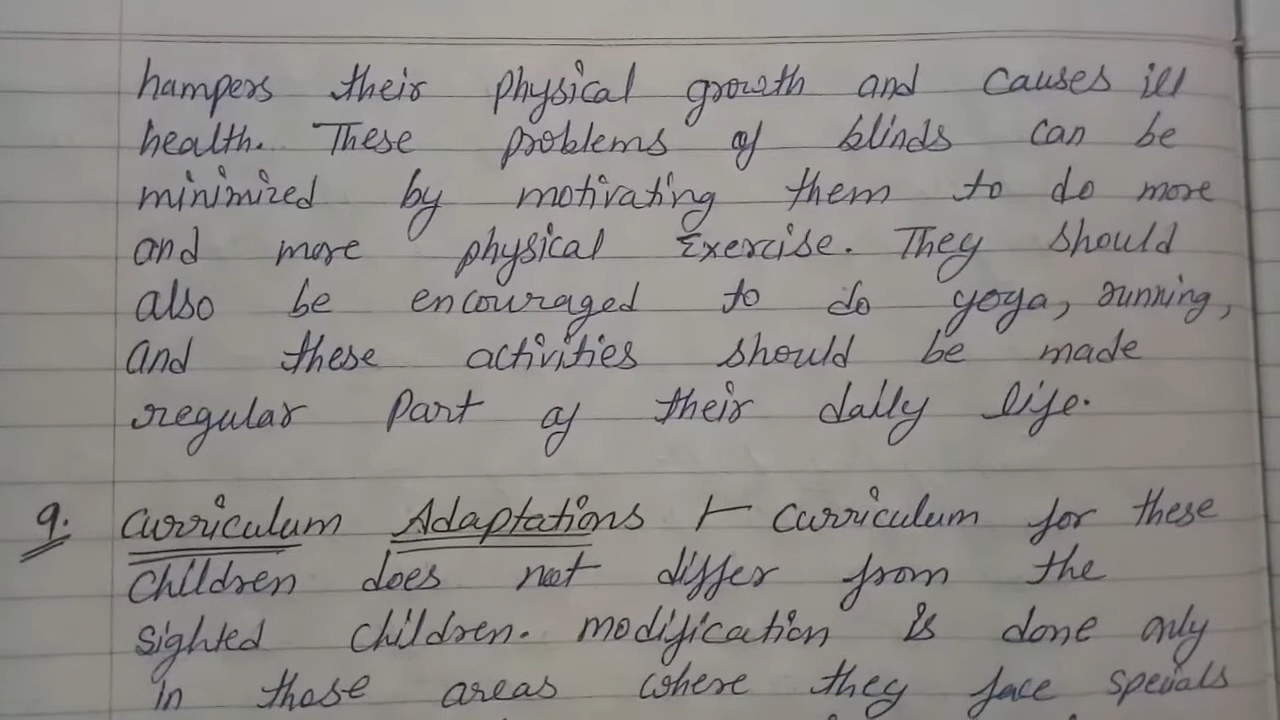 hampers their physical growth and causes ill
health. These problems of blinds can be
minimized by motivating them to do more
and more physical Exercise. They should
also be encouraged to do yoga, running,
and these activities should be made
regular Part of their daily life.
9. Curriculum Adaptations :- Curriculum for these
children does not differ from the
sighted children. modification is done only
in those areas where they face specials